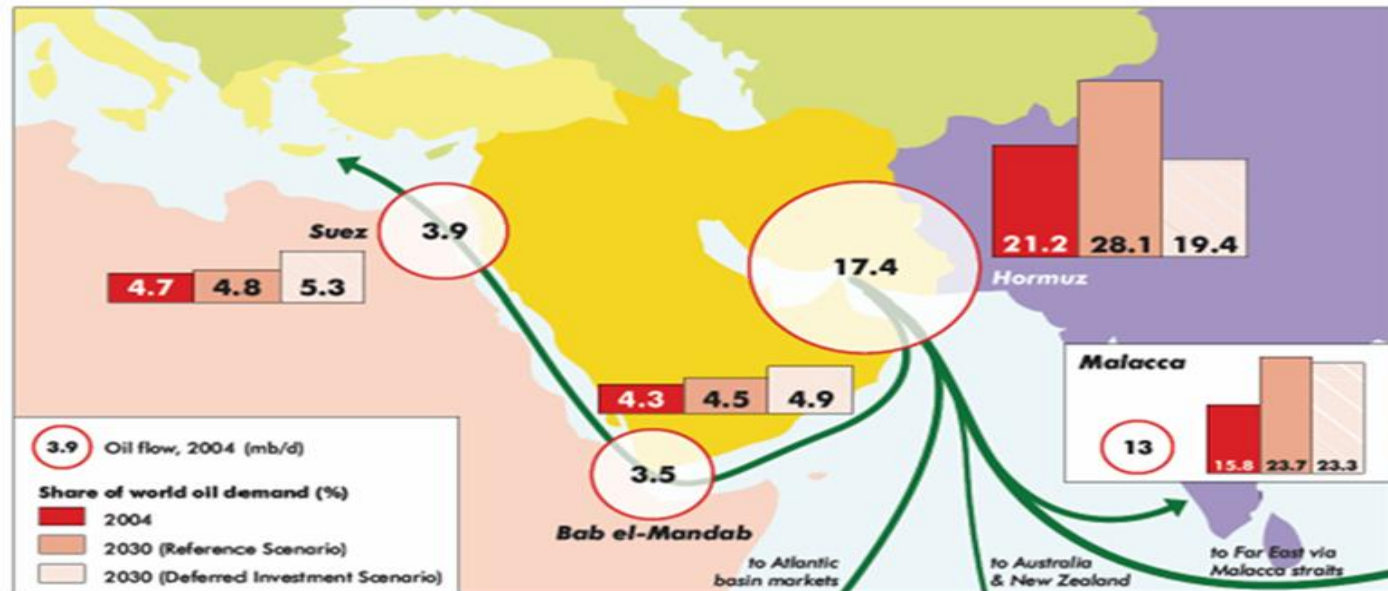 Suez
3.9
4.7 4.8 5.3
17.4
21.2 28.1 19.4
Hormuz
Malacca
13
15.8 23.7 23.3
4.3 4.5 4.9
3.5
Bab el-Mandab
3.9 Oil flow, 2004 (mb/d)
Share of world oil demand (%)
2004
2030 (Reference Scenario)
2030 (Deferred Investment Scenario)
to Atlantic
basin markets
to Australia
& New Zealand
to Far East via
Malacca straits